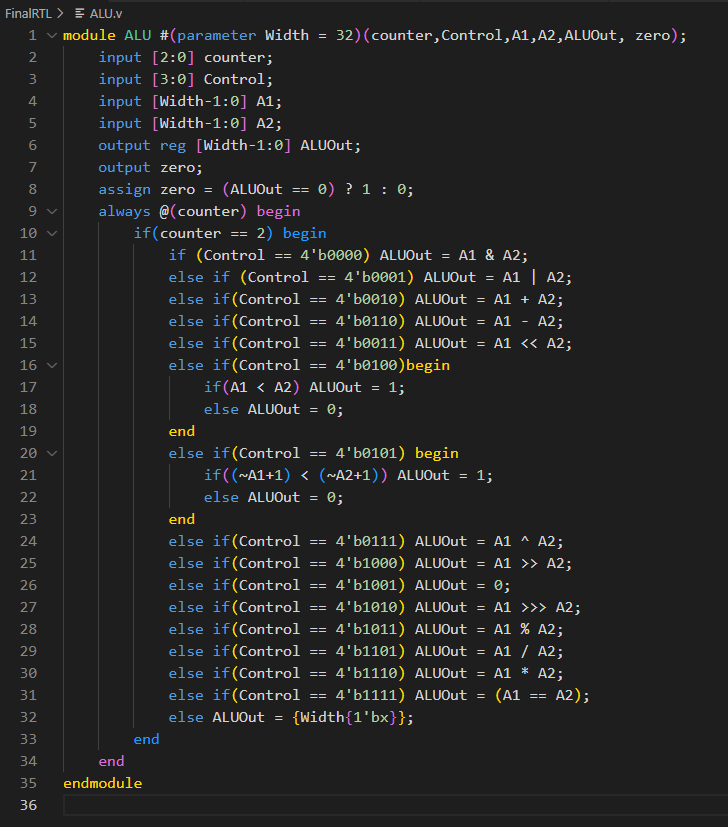 FinalRTL > ALU.v
1 module ALU #(parameter Width = 32)(counter,Control,A1,A2,ALUOut, zero);
2     input [2:0] counter;
3     input [3:0] Control;
4     input [Width-1:0] A1;
5     input [Width-1:0] A2;
6     output reg [Width-1:0] ALUOut;
7     output zero;
8     assign zero = (ALUOut == 0) ? 1 : 0;
9     always @(counter) begin
10         if(counter == 2) begin
11             if (Control == 4'b0000) ALUOut = A1 & A2;
12             else if (Control == 4'b0001) ALUOut = A1 | A2;
13             else if(Control == 4'b0010) ALUOut = A1 + A2;
14             else if(Control == 4'b0110) ALUOut = A1 - A2;
15             else if(Control == 4'b0011) ALUOut = A1 << A2;
16             else if(Control == 4'b0100)begin
17                 if(A1 < A2) ALUOut = 1;
18                 else ALUOut = 0;
19             end
20             else if(Control == 4'b0101) begin
21                 if((~A1+1) < (~A2+1)) ALUOut = 1;
22                 else ALUOut = 0;
23             end
24             else if(Control == 4'b0111) ALUOut = A1 ^ A2;
25             else if(Control == 4'b1000) ALUOut = A1 >> A2;
26             else if(Control == 4'b1001) ALUOut = 0;
27             else if(Control == 4'b1010) ALUOut = A1 >>> A2;
28             else if(Control == 4'b1011) ALUOut = A1 % A2;
29             else if(Control == 4'b1101) ALUOut = A1 / A2;
30             else if(Control == 4'b1110) ALUOut = A1 * A2;
31             else if(Control == 4'b1111) ALUOut = (A1 == A2);
32             else ALUOut = {Width{1'bx}};
33         end
34     end
35 endmodule
36